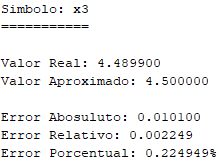 Simbolo: x3
===========
Valor Real: 4.489900
Valor Aproximado: 4.500000
Error Abosuluto: 0.010100
Error Relativo: 0.002249
Error Porcentual: 0.224949%